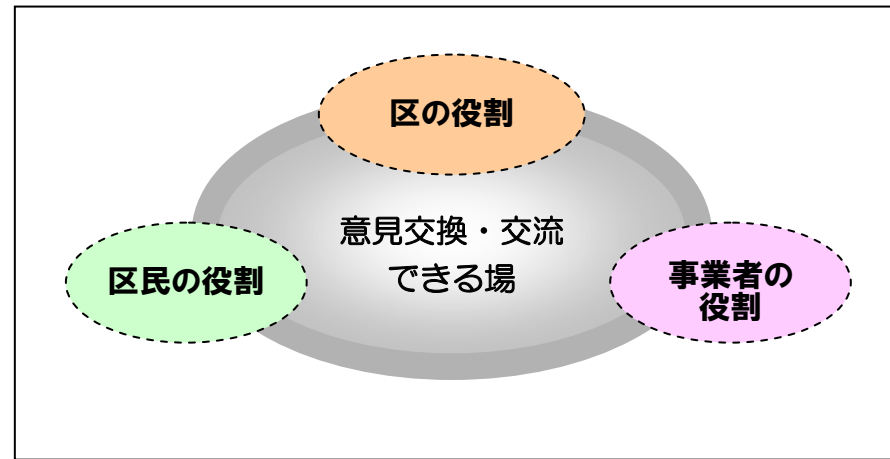 区の役割
意見交換・交流
できる場
区民の役割
事業者の
役割